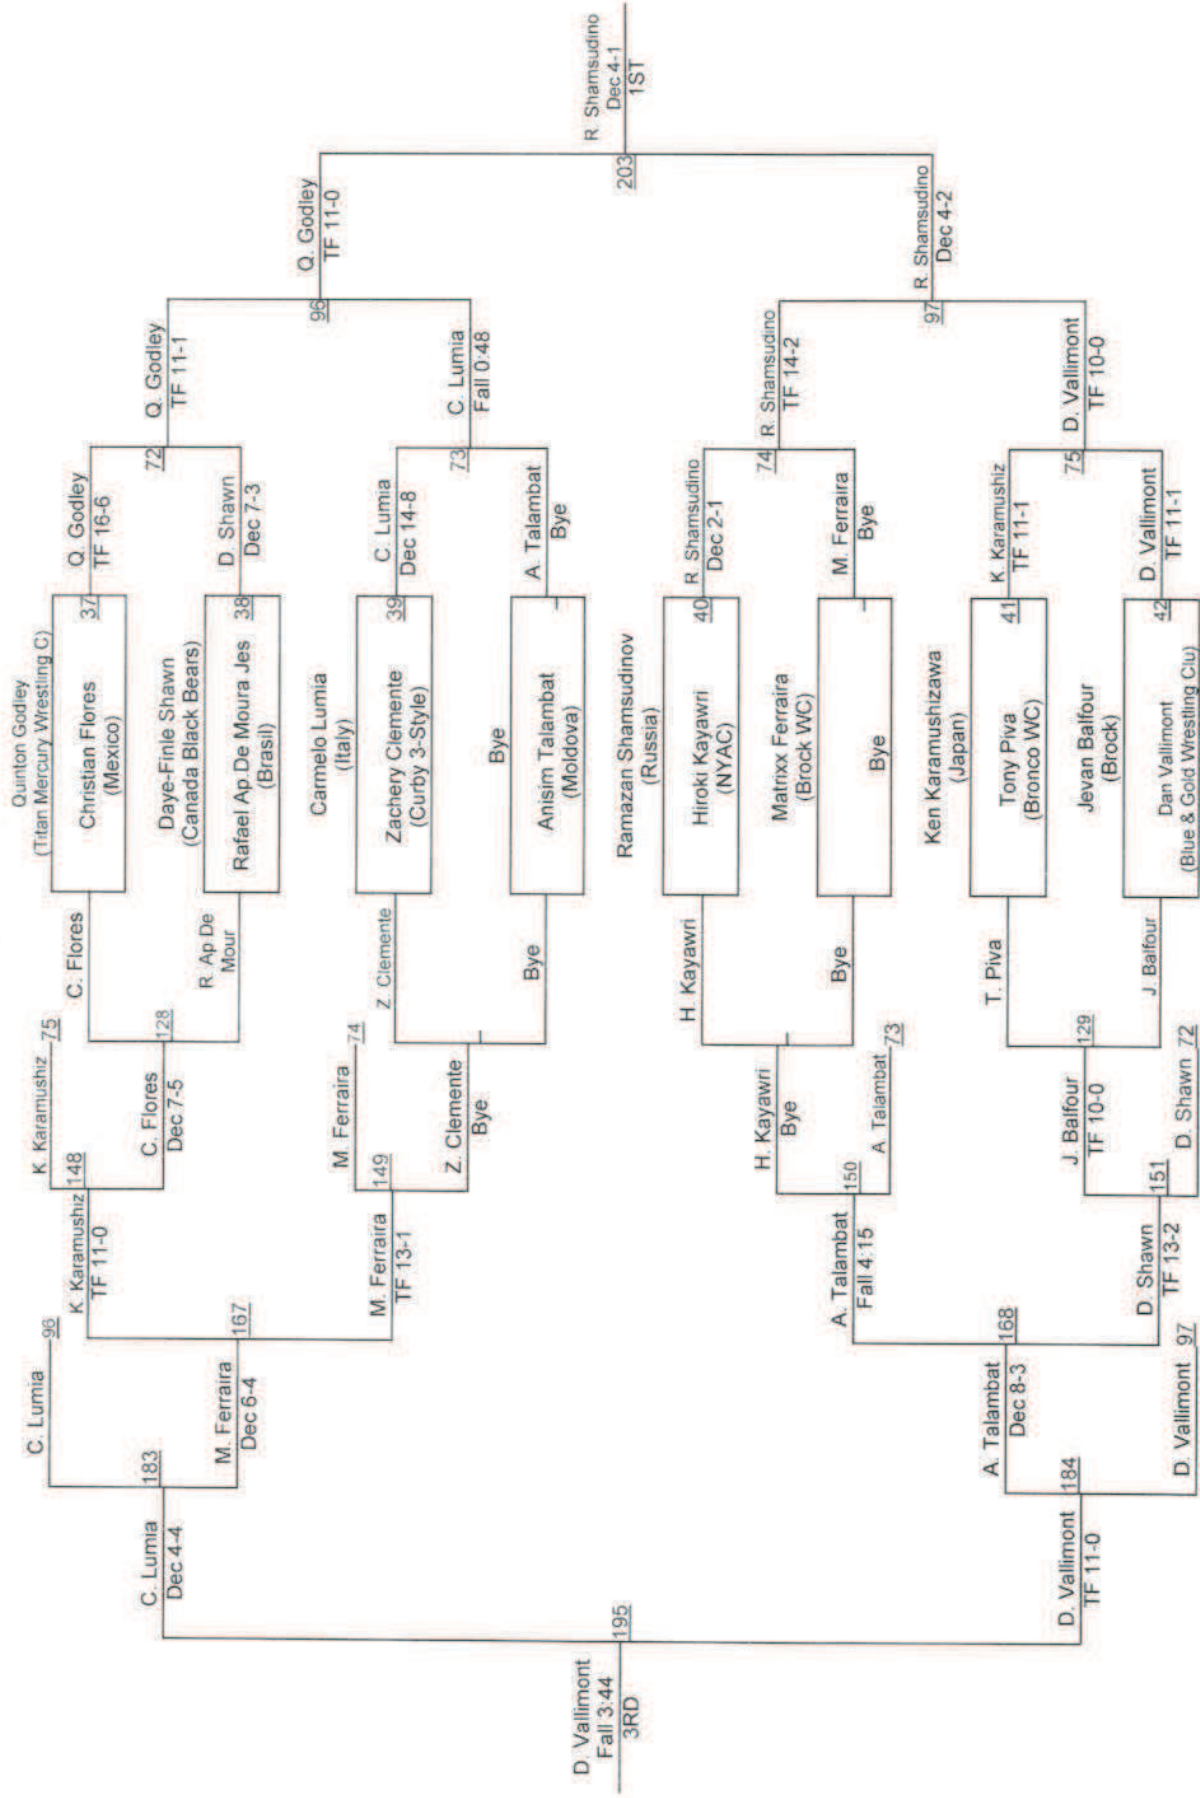 Quinton Godley
(Titan Mercury Wrestling C)
Christian Flores
(Mexico)
37
Daye-Finle Shawn
(Canada Black Bears)
Rafael Ap.De Moura Jes
(Brasil)
38
Carmelo Lumia
(Italy)
Zachery Clemente
(Curby 3-Style)
39
Bye
Anisim Talambat
(Moldova)
Ramazan Shamsudinov
(Russia)
Hiroki Kayawri
(NYAC)
40
Matrixx Ferraira
(Brock WC)
Bye
Ken Karamushizawa
(Japan)
Tony Piva
(Bronco WC)
41
Jevan Balfour
(Brock)
Dan Vallimont
(Blue & Gold Wrestling Clu)
42
Q. Godley
TF 16-6
72
D. Shawn
Dec 7-3
C. Lumia
Dec 14-8
73
A. Talambat
Bye
R. Shamsudino
Dec 2-1
74
M. Ferraira
Bye
K. Karamushiz
TF 11-1
75
D. Vallimont
TF 11-1
Q. Godley
TF 11-1
96
C. Lumia
Fall 0:48
R. Shamsudino
TF 14-2
97
D. Vallimont
TF 10-0
Q. Godley
TF 11-0
203
R. Shamsudino
Dec 4-2
R. Shamsudino
Dec 4-1
1ST
C. Flores
128
R. Ap De
Mour
Z. Clemente
Bye
H. Kayawri
Bye
T. Piva
129
J. Balfour
K. Karamushiz 75
148
C. Flores
Dec 7-5
M. Ferraira 74
149
Z. Clemente
Bye
H. Kayawri
Bye
150
A. Talambat 73
J. Balfour
TF 10-0
151
D. Shawn 72
K. Karamushiz
TF 11-0
167
M. Ferraira
TF 13-1
A. Talambat
Fall 4:15
168
D. Shawn
TF 13-2
C. Lumia 96
183
M. Ferraira
Dec 6-4
A. Talambat
Dec 8-3
184
D. Vallimont 97
C. Lumia
Dec 4-4
195
D. Vallimont
TF 11-0
D. Vallimont
Fall 3:44
3RD